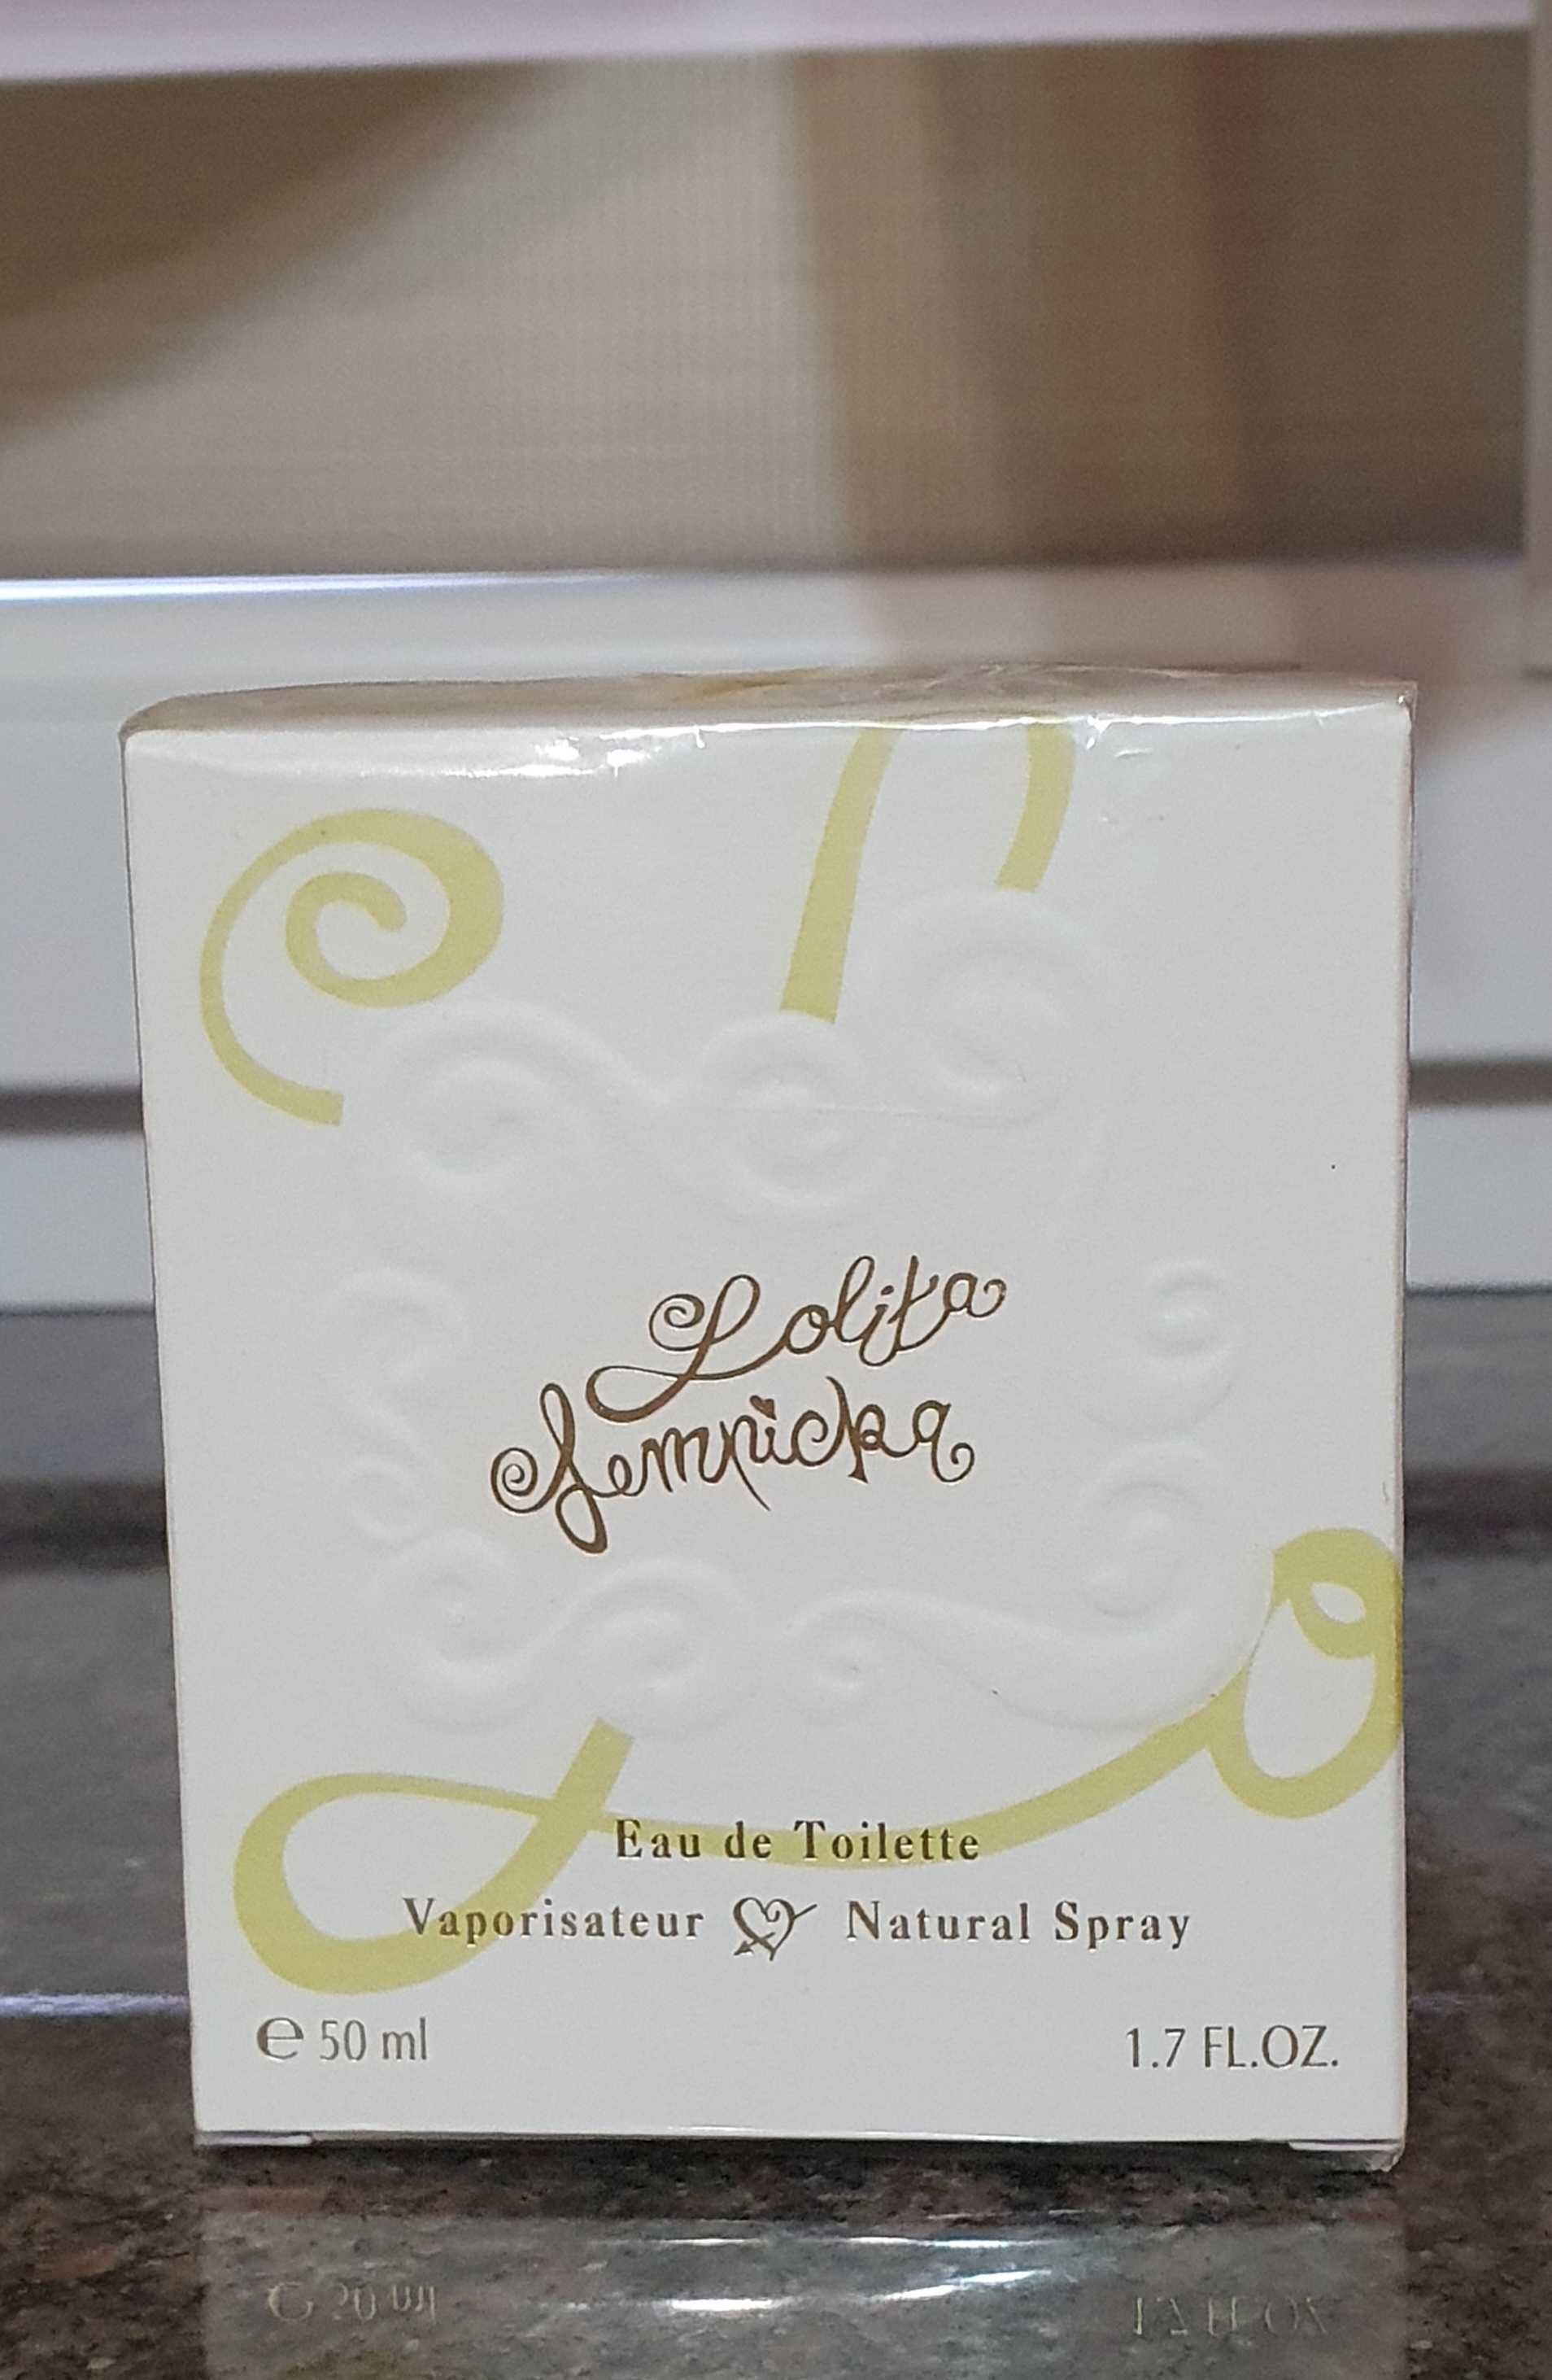 Lolita
Lempicka
Eau de Toilette
Vaporisateur Natural Spray
℮ 50 ml
1.7 FL.OZ.